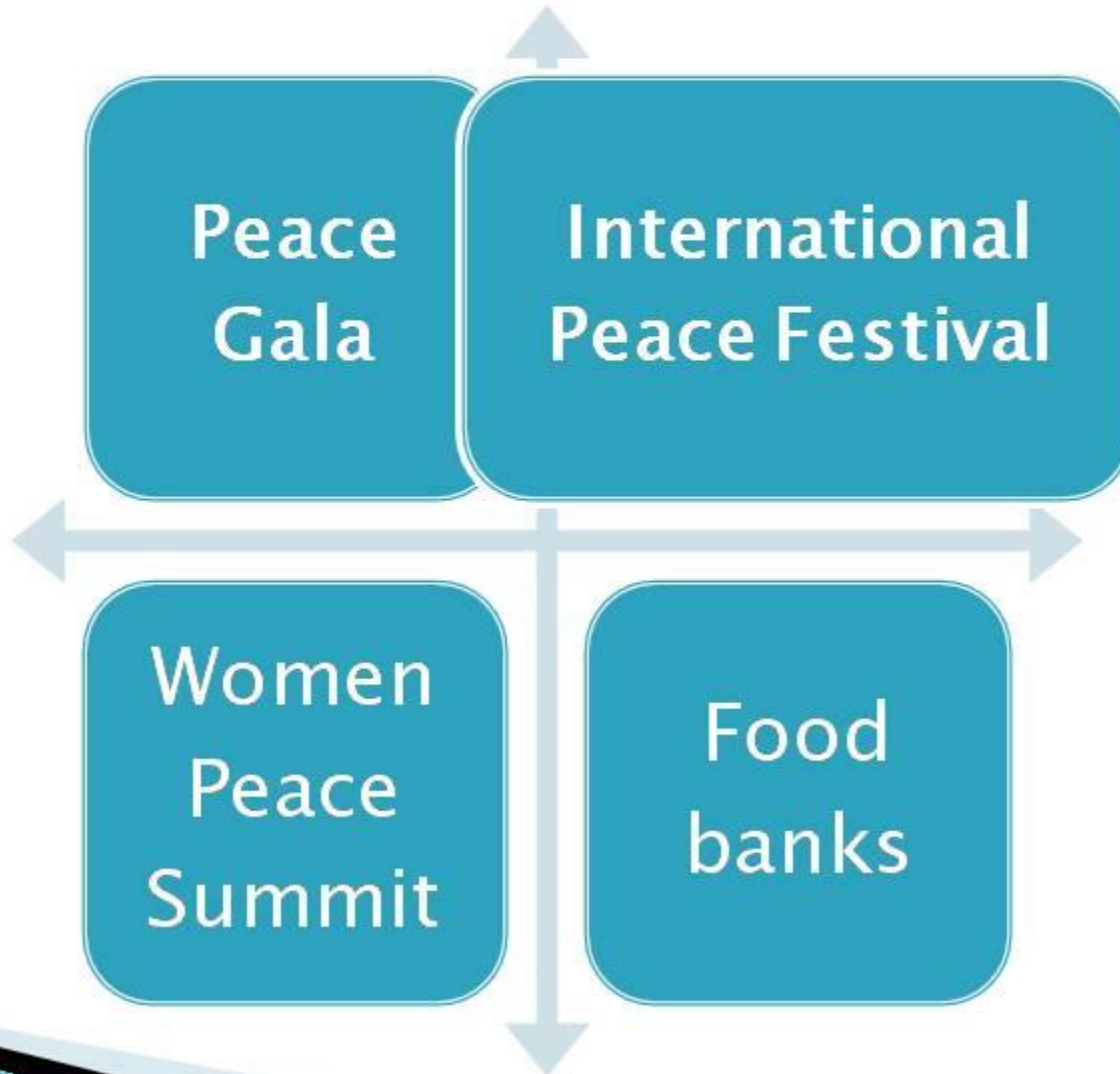 Peace
Gala
International
Peace Festival
Women
Peace
Summit
Food
banks